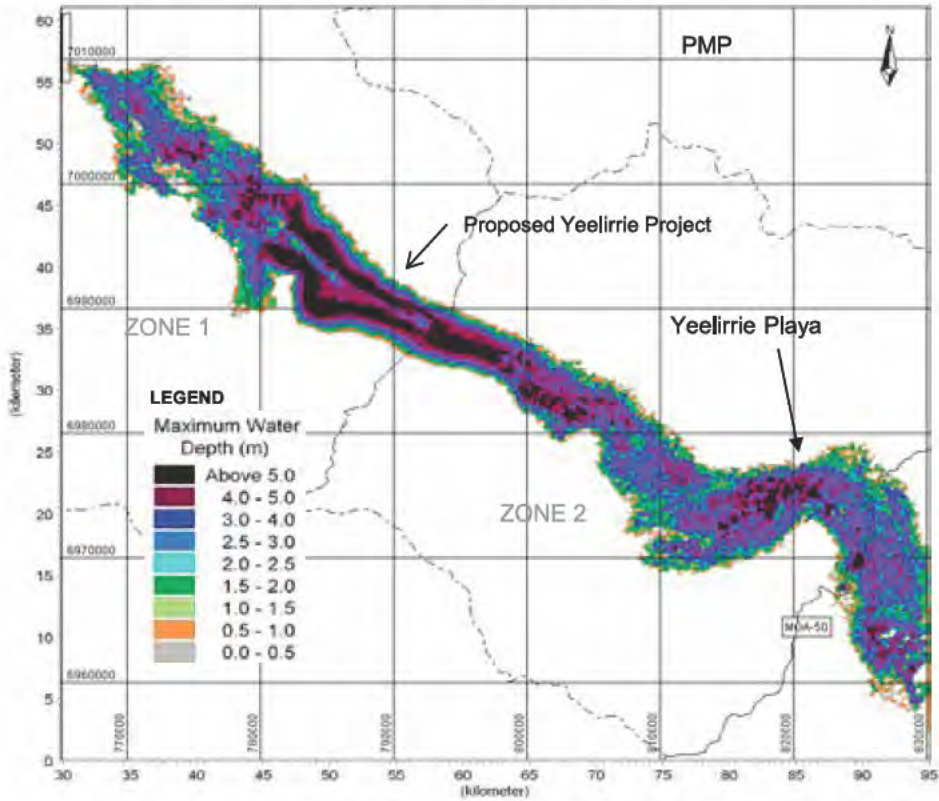 PMP
N
60
55
50
45
40
35
30
25
20
15
10
5
0
(kilometer)
7010000
7000000
6990000
6980000
6970000
6960000
Proposed Yeelirrie Project
ZONE 1
Yeelirrie Playa
ZONE 2
LEGEND
Maximum Water
Depth (m)
Above 5.0
4.0 - 5.0
3.0 - 4.0
2.5 - 3.0
2.0 - 2.5
1.5 - 2.0
1.0 - 1.5
0.5 - 1.0
0.0 - 0.5
MGA-50
770000
780000
790000
800000
810000
820000
830000
30 35 40 45 50 55 60 65 70 75 80 85 90 95
(kilometer)